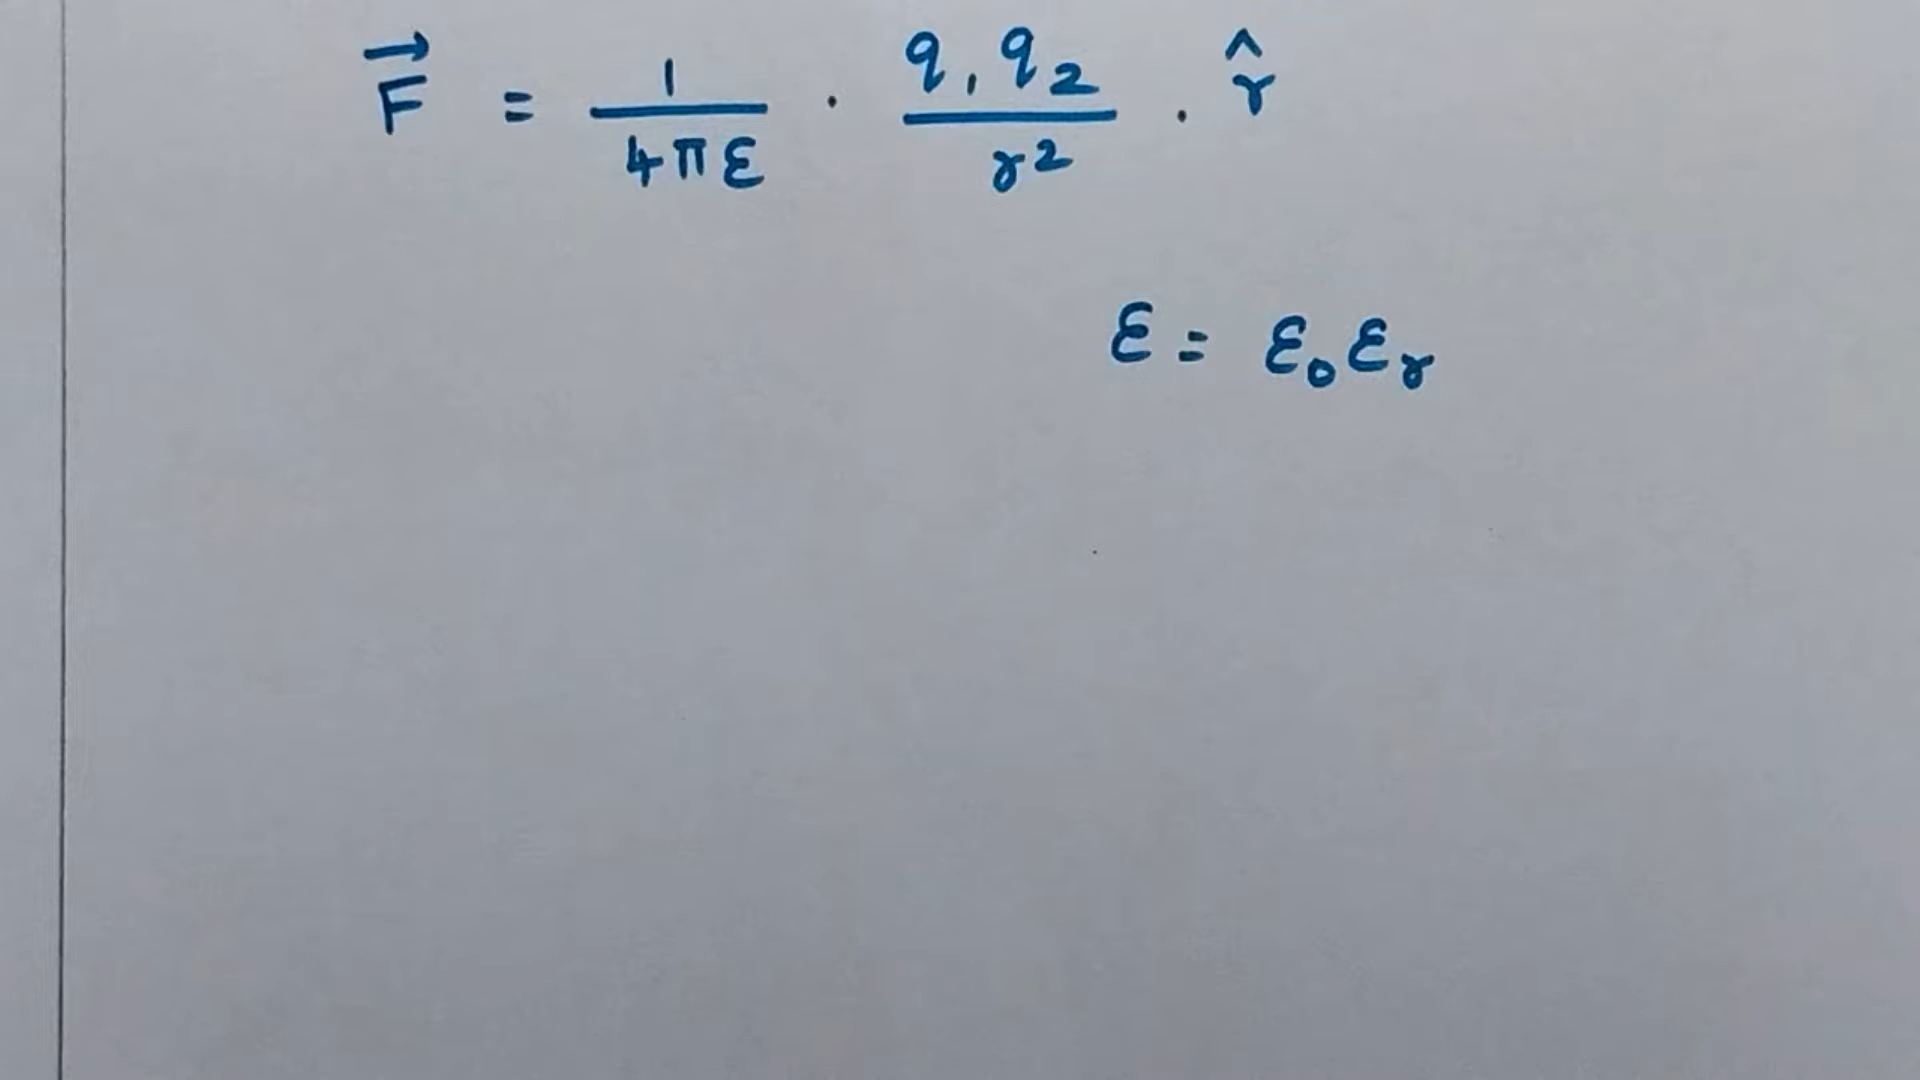 F⃗ = 1/4πε · q₁q₂/r² · r̂
ε = ε₀εᵣ